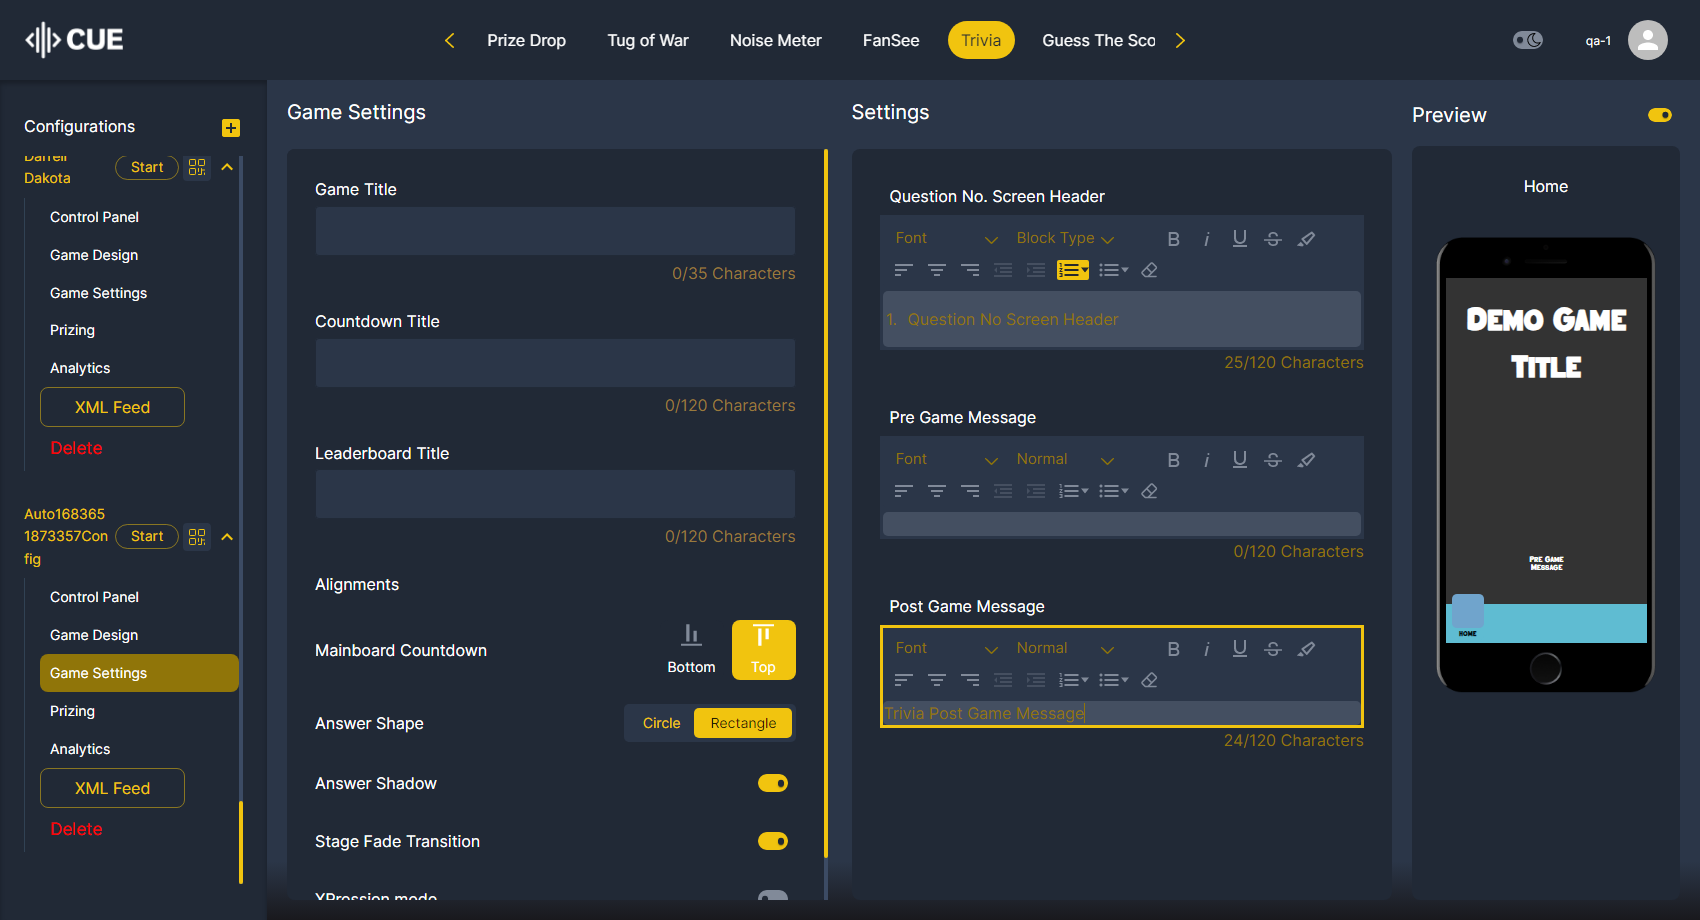 CUE
Prize Drop
Tug of War
Noise Meter
FanSee
Trivia
Guess The Sco
qa-1
Configurations
Darrell
Dakota
Start
Control Panel
Game Design
Game Settings
Prizing
Analytics
XML Feed
Delete
Auto168365
1873357Con
fig
Start
Control Panel
Game Design
Game Settings
Prizing
Analytics
XML Feed
Delete
Game Settings
Game Title
0/35 Characters
Countdown Title
0/120 Characters
Leaderboard Title
0/120 Characters
Alignments
Mainboard Countdown
Bottom
Top
Answer Shape
Circle
Rectangle
Answer Shadow
Stage Fade Transition
XPression mode
Settings
Question No. Screen Header
Font
Block Type
B i U S
1. Question No Screen Header
25/120 Characters
Pre Game Message
Font
Normal
B i U S
0/120 Characters
Post Game Message
Font
Normal
B i U S
Trivia Post Game Message
24/120 Characters
Preview
Home
Demo Game
Title
Pre Game
Message
HOME